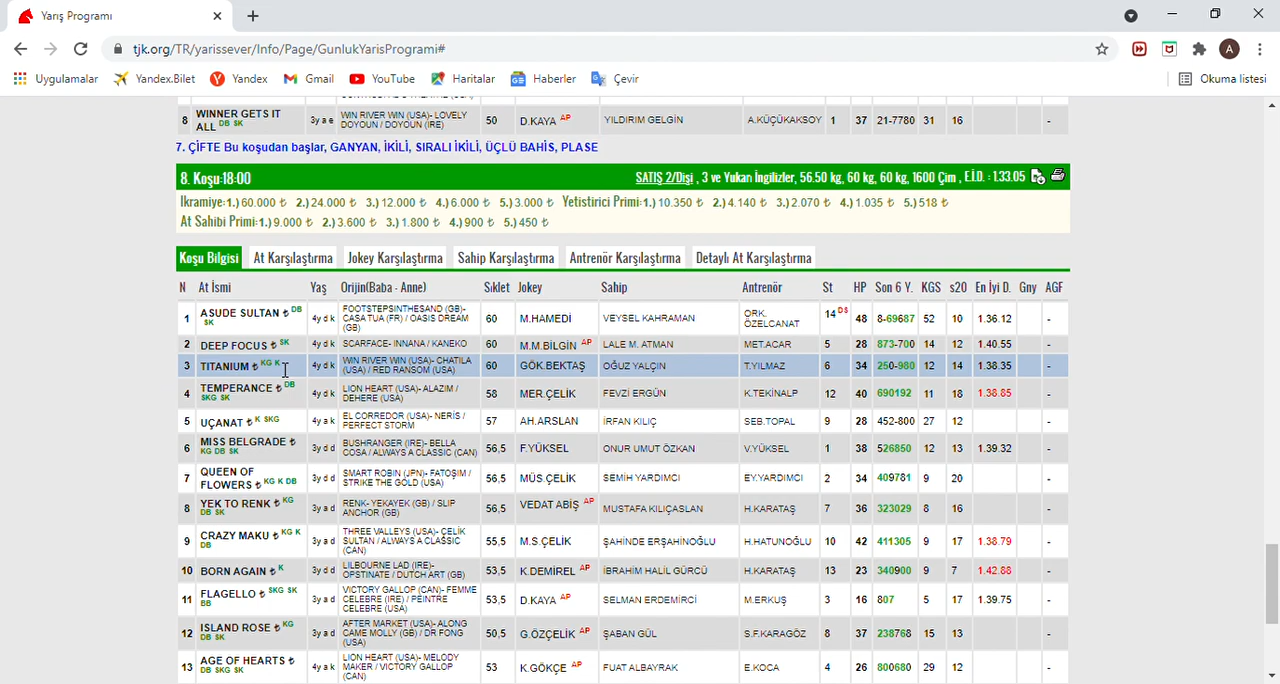 Yarış Programı
tjk.org/TR/yarissever/Info/Page/GunlukYarisProgrami#
A
Uygulamalar Yandex.Bilet Yandex Gmail YouTube Haritalar Haberler Çevir Okuma listesi
8 WINNER GETS IT ALL DB SK 3y a e WIN RIVER WIN (USA)- LOVELY DOYOUN / DOYOUN (IRE) 50 D.KAYA AP YILDIRIM GELGİN A.KÜÇÜKAKSOY 1 37 21-7780 31 16 -
7. ÇİFTE Bu koşudan başlar, GANYAN, İKİLİ, SIRALI İKİLİ, ÜÇLÜ BAHİS, PLASE
8. Koşu:18:00 SATIŞ 2/Dişi , 3 ve Yukarı İngilizler, 56.50 kg, 60 kg, 60 kg, 1600 Çim , E.İ.D. : 1.33.05
Ikramiye:1.) 60.000 ₺ 2.) 24.000 ₺ 3.) 12.000 ₺ 4.) 6.000 ₺ 5.) 3.000 ₺ Yetistirici Primi:1.) 10.350 ₺ 2.) 4.140 ₺ 3.) 2.070 ₺ 4.) 1.035 ₺ 5.) 518 ₺
At Sahibi Primi:1.) 9.000 ₺ 2.) 3.600 ₺ 3.) 1.800 ₺ 4.) 900 ₺ 5.) 450 ₺
Koşu Bilgisi At Karşılaştırma Jokey Karşılaştırma Sahip Karşılaştırma Antrenör Karşılaştırma Detaylı At Karşılaştırma
N At İsmi Yaş Orijin(Baba - Anne) Sıklet Jokey Sahip Antrenör St HP Son 6 Y. KGS s20 En İyi D. Gny AGF
1 ASUDE SULTAN ₺ DB SK 4y d k FOOTSTEPSINTHESAND (GB)- CASA TUA (FR) / OASIS DREAM (GB) 60 M.HAMEDİ VEYSEL KAHRAMAN ORK. ÖZELCANAT 14 DS 48 8-69687 52 10 1.36.12 -
2 DEEP FOCUS ₺ SK 4y d k SCARFACE- INNANA / KANEKO 60 M.M.BİLGİN AP LALE M. ATMAN MET.ACAR 5 28 873-700 14 12 1.40.55 -
3 TITANIUM ₺ KG K 4y d k WIN RIVER WIN (USA)- CHATILA (USA) / RED RANSOM (USA) 60 GÖK.BEKTAŞ OĞUZ YALÇIN T.YILMAZ 6 34 250-980 12 14 1.38.35 -
4 TEMPERANCE ₺ DB SKG SK 4y d k LION HEART (USA)- ALAZIM / DEHERE (USA) 58 MER.ÇELİK FEVZİ ERGÜN K.TEKİNALP 12 40 690192 11 18 1.38.85 -
5 UÇANAT ₺ K SKG 4y a k EL CORREDOR (USA)- NERİS / PERFECT STORM 57 AH.ARSLAN İRFAN KILIÇ SEB.TOPAL 9 28 452-800 27 12 -
6 MISS BELGRADE ₺ KG DB SK 3y d d BUSHRANGER (IRE)- BELLA COSA / ALWAYS A CLASSIC (CAN) 56,5 F.YÜKSEL ONUR UMUT ÖZKAN V.YÜKSEL 1 38 526850 12 13 1.39.32 -
7 QUEEN OF FLOWERS ₺ KG K DB 3y d d SMART ROBIN (JPN)- FATOŞIM / STRIKE THE GOLD (USA) 56,5 MÜS.ÇELİK SEMİH YARDIMCI EY.YARDIMCI 2 34 409781 9 20 -
8 YEK TO RENK ₺ KG DB SK 3y a d RENK- YEKAYEK (GB) / SLIP ANCHOR (GB) 56,5 VEDAT ABİŞ AP MUSTAFA KILIÇASLAN H.KARATAŞ 7 36 323029 8 16 -
9 CRAZY MAKU ₺ KG K DB 3y a d THREE VALLEYS (USA)- ÇELİK SULTAN / ALWAYS A CLASSIC (CAN) 55,5 M.S.ÇELİK ŞAHİNDE ERŞAHİNOĞLU H.HATUNOĞLU 10 42 411305 9 17 1.38.79 -
10 BORN AGAIN ₺ K 3y d d LILBOURNE LAD (IRE)- OPSTINATE / DUTCH ART (GB) 53,5 K.DEMİREL AP İBRAHİM HALİL GÜRCÜ H.KARATAŞ 13 23 340900 9 7 1.42.88 -
11 FLAGELLO ₺ SKG SK BB 3y a d VICTORY GALLOP (CAN)- FEMME CELEBRE (IRE) / PEINTRE CELEBRE (USA) 53,5 D.KAYA AP SELMAN ERDEMİRCİ M.ERKUŞ 3 16 807 5 17 1.39.75 -
12 ISLAND ROSE ₺ KG DB SK 3y a d AFTER MARKET (USA)- ALONG CAME MOLLY (GB) / DR FONG (USA) 50,5 G.ÖZÇELİK AP ŞABAN GÜL S.F.KARAGÖZ 8 37 238768 15 13 -
13 AGE OF HEARTS ₺ DB SKG SK 4y a k LION HEART (USA)- MELODY MAKER / VICTORY GALLOP (CAN) 53 K.GÖKÇE AP FUAT ALBAYRAK E.KOCA 4 26 800680 29 12 -